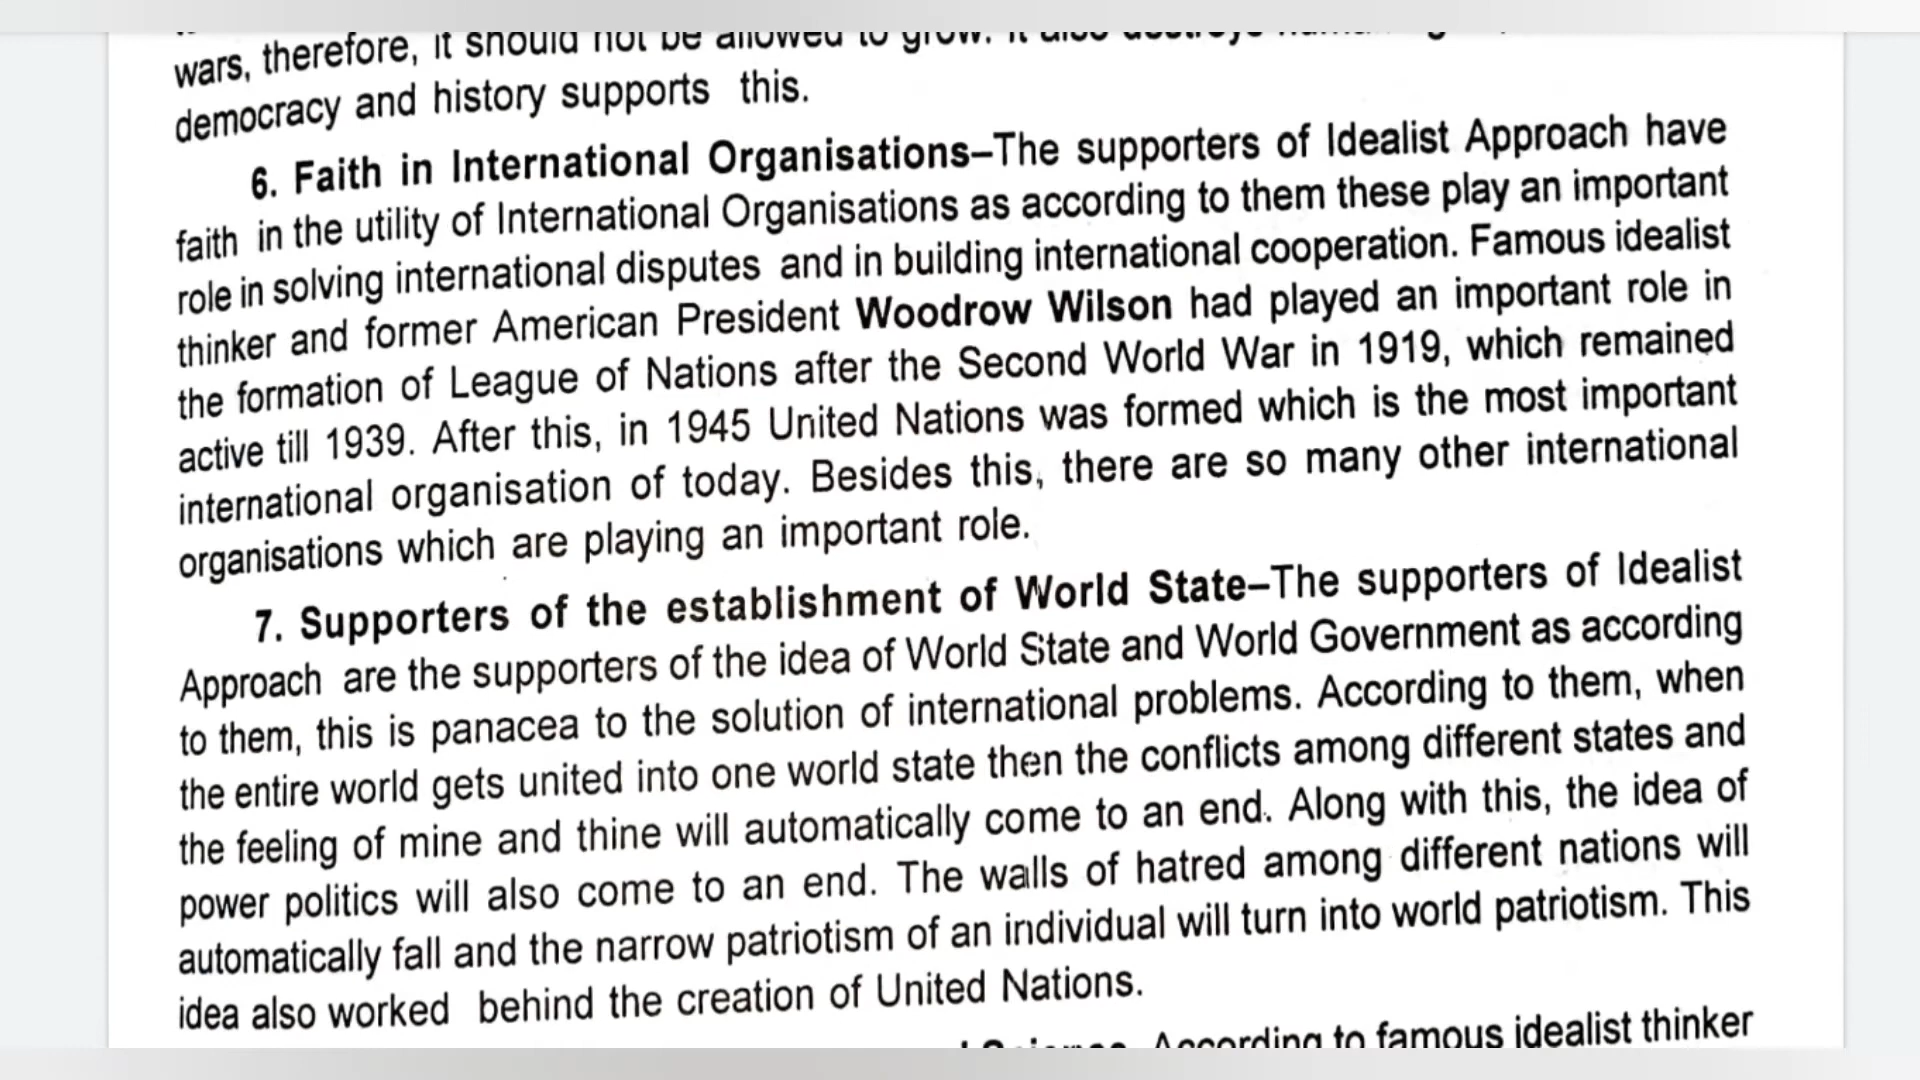 wars, therefore, it should not be allowed to grow. It also destroys
democracy and history supports this.
6. Faith in International Organisations–The supporters of Idealist Approach have
faith in the utility of International Organisations as according to them these play an important
role in solving international disputes and in building international cooperation. Famous idealist
thinker and former American President Woodrow Wilson had played an important role in
the formation of League of Nations after the Second World War in 1919, which remained
active till 1939. After this, in 1945 United Nations was formed which is the most important
international organisation of today. Besides this, there are so many other international
organisations which are playing an important role.
7. Supporters of the establishment of World State–The supporters of Idealist
Approach are the supporters of the idea of World State and World Government as according
to them, this is panacea to the solution of international problems. According to them, when
the entire world gets united into one world state then the conflicts among different states and
the feeling of mine and thine will automatically come to an end. Along with this, the idea of
power politics will also come to an end. The walls of hatred among different nations will
automatically fall and the narrow patriotism of an individual will turn into world patriotism. This
idea also worked behind the creation of United Nations.
Science. According to famous idealist thinker